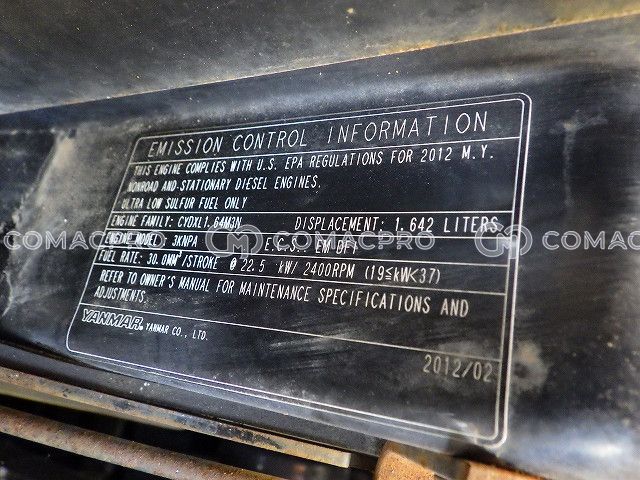 EMISSION CONTROL INFORMATION
THIS ENGINE COMPLIES WITH U.S. EPA REGULATIONS FOR 2012 M.Y.
NONROAD AND STATIONARY DIESEL ENGINES.
ULTRA LOW SULFUR FUEL ONLY
ENGINE FAMILY: CYDXL1.64M3N DISPLACEMENT: 1.642 LITERS
ENGINE MODEL: 3KNPA E.C.S: EM DFI
FUEL RATE: 30.0MM³/STROKE @ 22.5 kW/ 2400RPM (19≦kW<37)
REFER TO OWNER'S MANUAL FOR MAINTENANCE SPECIFICATIONS AND
ADJUSTMENTS.
YANMAR. YANMAR CO., LTD.
2012/02
COMACPRO COMACPRO COMACPRO